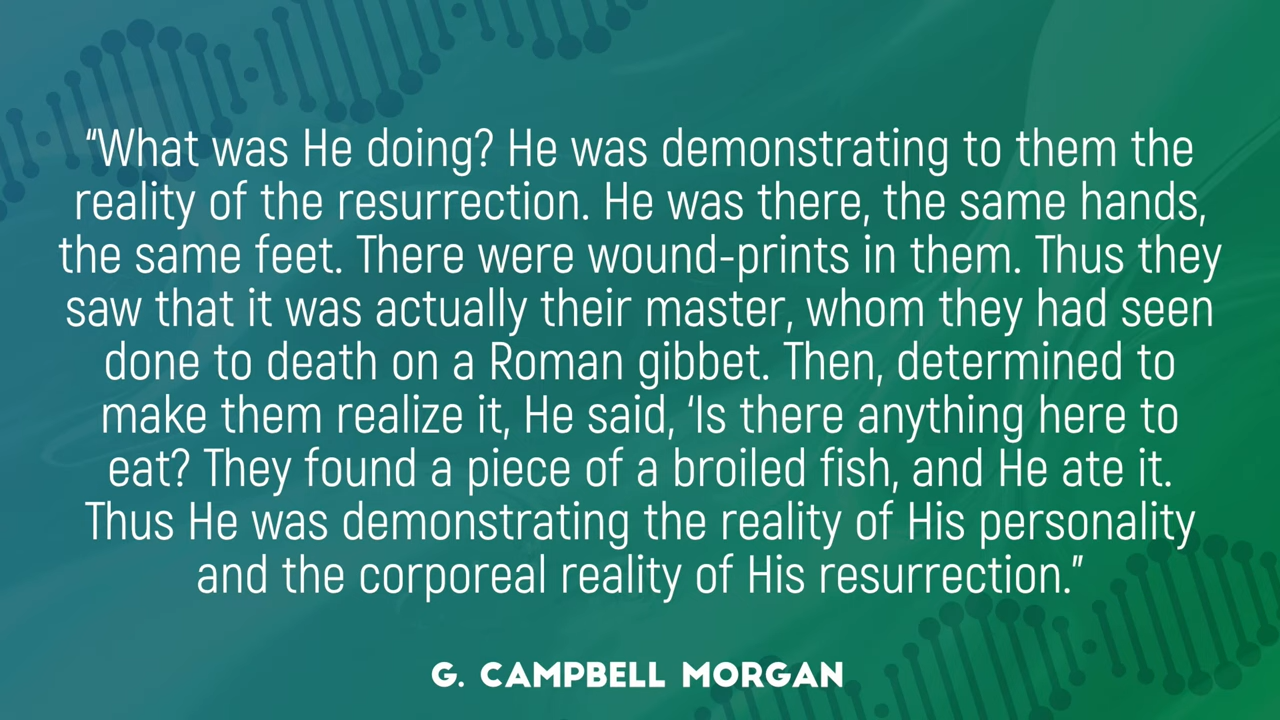 “What was He doing? He was demonstrating to them the
reality of the resurrection. He was there, the same hands,
the same feet. There were wound-prints in them. Thus they
saw that it was actually their master, whom they had seen
done to death on a Roman gibbet. Then, determined to
make them realize it, He said, ‘Is there anything here to
eat? They found a piece of a broiled fish, and He ate it.
Thus He was demonstrating the reality of His personality
and the corporeal reality of His resurrection.”
G. CAMPBELL MORGAN